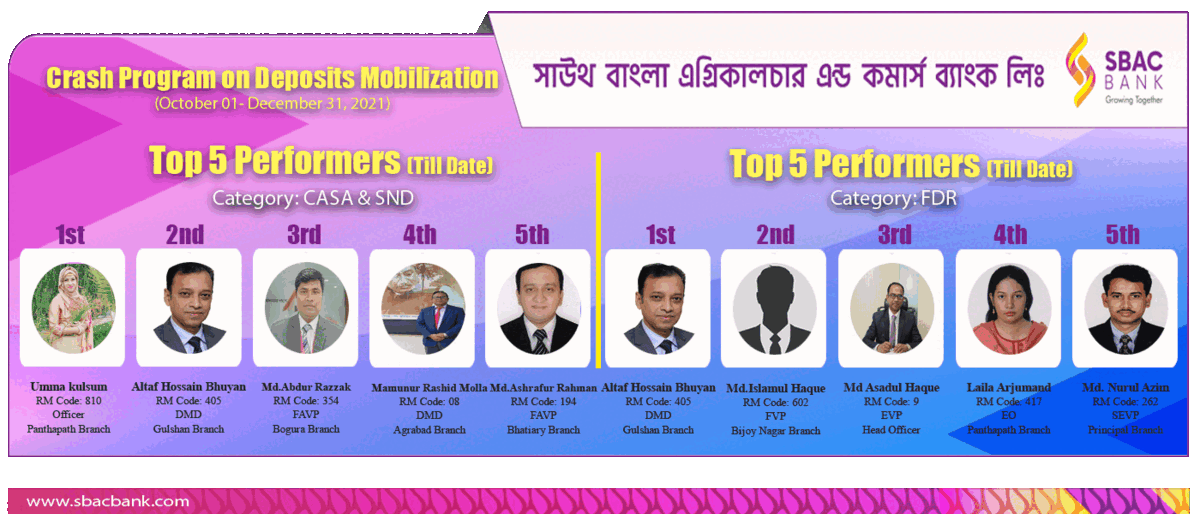 Crash Program on Deposits Mobilization
(October 01- December 31, 2021)
সাউথ বাংলা এগ্রিকালচার এন্ড কমার্স ব্যাংক লিঃ
SBAC
BANK
Growing Together
Top 5 Performers (Till Date)
Category: CASA & SND
1st
2nd
3rd
4th
5th
Umma kulsum
RM Code: 810
Officer
Panthapath Branch
Altaf Hossain Bhuyan
RM Code: 405
DMD
Gulshan Branch
Md.Abdur Razzak
RM Code: 354
FAVP
Bogura Branch
Mamunur Rashid Molla
RM Code: 08
DMD
Agrabad Branch
Md.Ashrafur Rahman
RM Code: 194
FAVP
Bhatiary Branch
Top 5 Performers (Till Date)
Category: FDR
1st
2nd
3rd
4th
5th
Altaf Hossain Bhuyan
RM Code: 405
DMD
Gulshan Branch
Md.Islamul Haque
RM Code: 602
FVP
Bijoy Nagar Branch
Md Asadul Haque
RM Code: 9
EVP
Head Officer
Laila Arjumand
RM Code: 417
EO
Panthapath Branch
Md. Nurul Azim
RM Code: 262
SEVP
Principal Branch
www.sbacbank.com